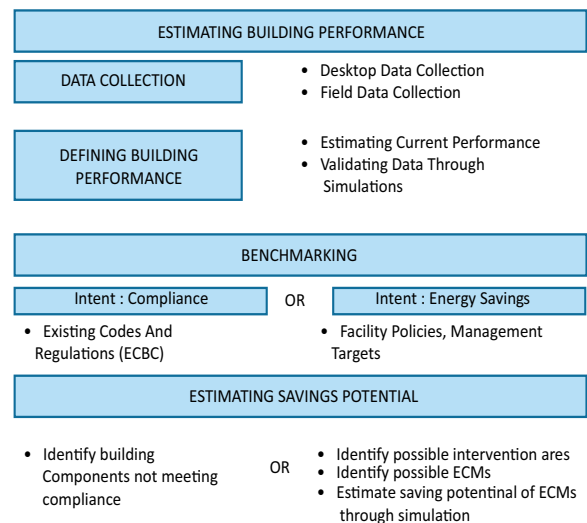 ESTIMATING BUILDING PERFORMANCE
DATA COLLECTION
• Desktop Data Collection
• Field Data Collection
DEFINING BUILDING
PERFORMANCE
• Estimating Current Performance
• Validating Data Through
Simulations
BENCHMARKING
Intent : Compliance
OR
Intent : Energy Savings
• Existing Codes And
Regulations (ECBC)
• Facility Policies, Management
Targets
ESTIMATING SAVINGS POTENTIAL
• Identify building
Components not meeting
compliance
OR
• Identify possible intervention ares
• Identify possible ECMs
• Estimate saving potentinal of ECMs
through simulation